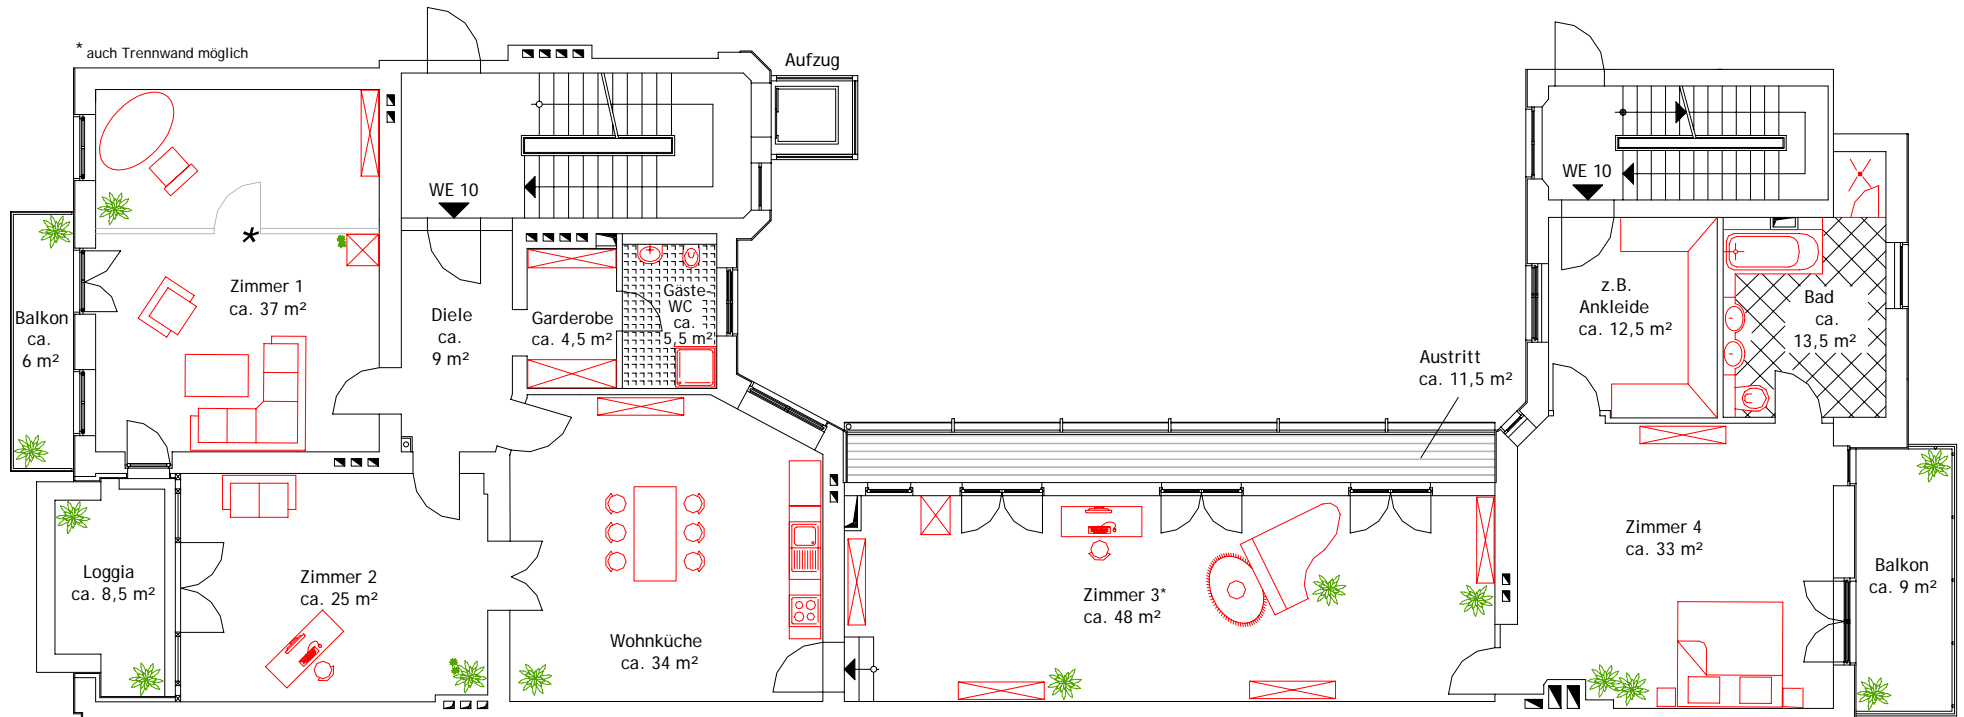 * auch Trennwand möglich
Aufzug
WE 10
WE 10
*
Zimmer 1
ca. 37 m²
Balkon
ca.
6 m²
Diele
ca.
9 m²
Garderobe
ca. 4,5 m²
Gäste-
WC
ca.
5,5 m²
z.B.
Ankleide
ca. 12,5 m²
Bad
ca.
13,5 m²
Austritt
ca. 11,5 m²
Loggia
ca. 8,5 m²
Zimmer 2
ca. 25 m²
Wohnküche
ca. 34 m²
Zimmer 3*
ca. 48 m²
Zimmer 4
ca. 33 m²
Balkon
ca. 9 m²